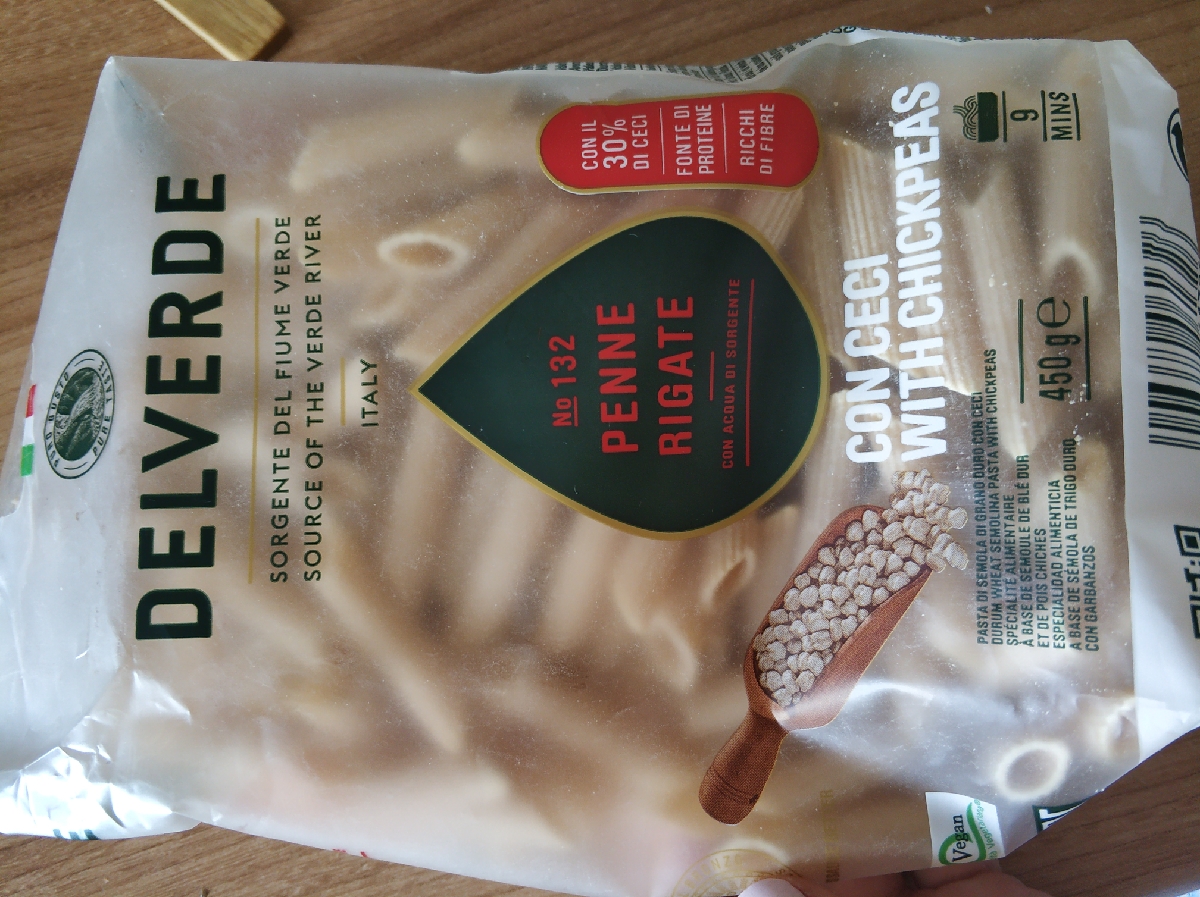 DELVERDE
SORGENTE DEL FIUME VERDE
SOURCE OF THE VERDE RIVER
ITALY
CON IL
30%
DI CECI
FONTE DI
PROTEINE
RICCHI
DI FIBRE
No 132
PENNE
RIGATE
CON ACQUA DI SORGENTE
CON CECI
WITH CHICKPEAS
9
MINS
PASTA DI SEMOLA DI GRANO DURO CON CECI
DURUM WHEAT SEMOLINA PASTA WITH CHICKPEAS
SPÉCIALITÉ ALIMENTAIRE
À BASE DE SEMOULE DE BLÉ DUR
ET DE POIS CHICHES
ESPECIALIDAD ALIMENTICIA
A BASE DE SÉMOLA DE TRIGO DURO
CON GARBANZOS
450 g e
Vegan